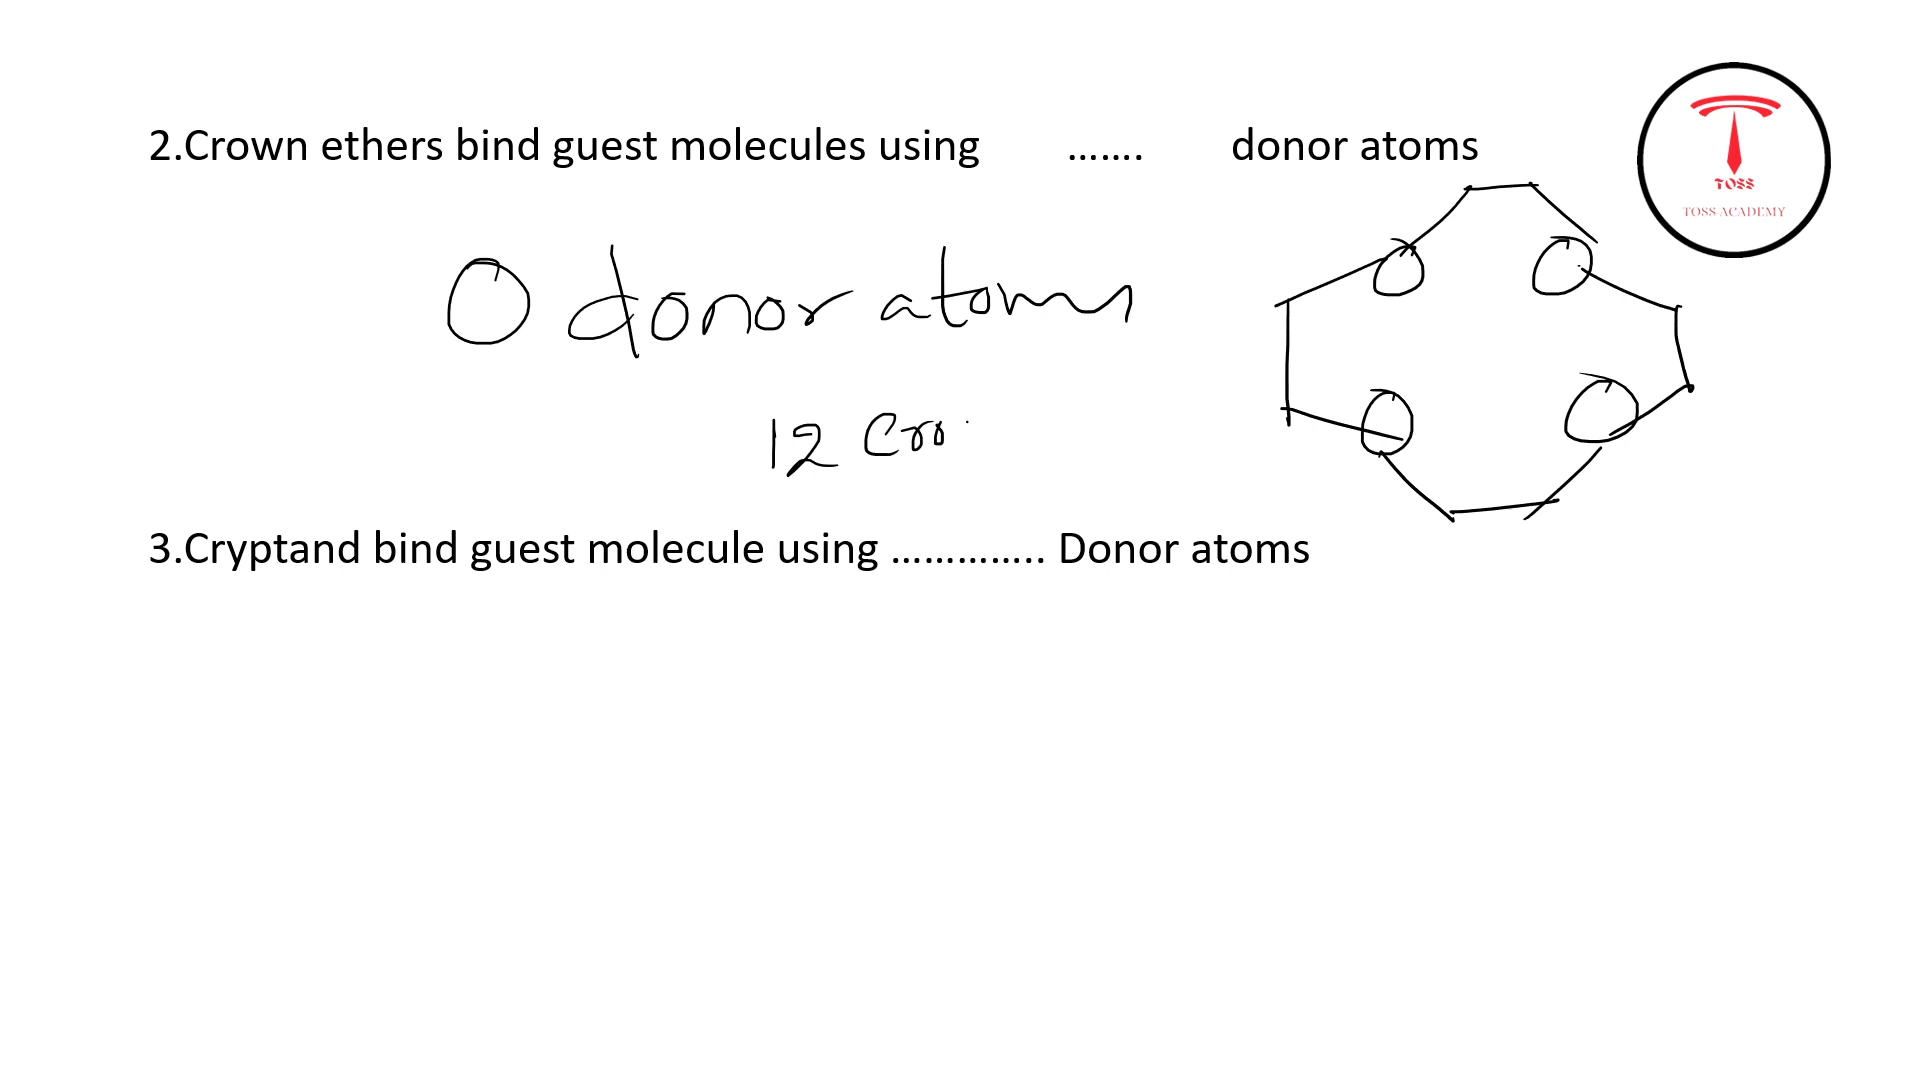 2.Crown ethers bind guest molecules using ....... donor atoms
TOSS
TOSS ACADEMY
O donor atoms
O O
O O
12 Cro
3.Cryptand bind guest molecule using ………….. Donor atoms